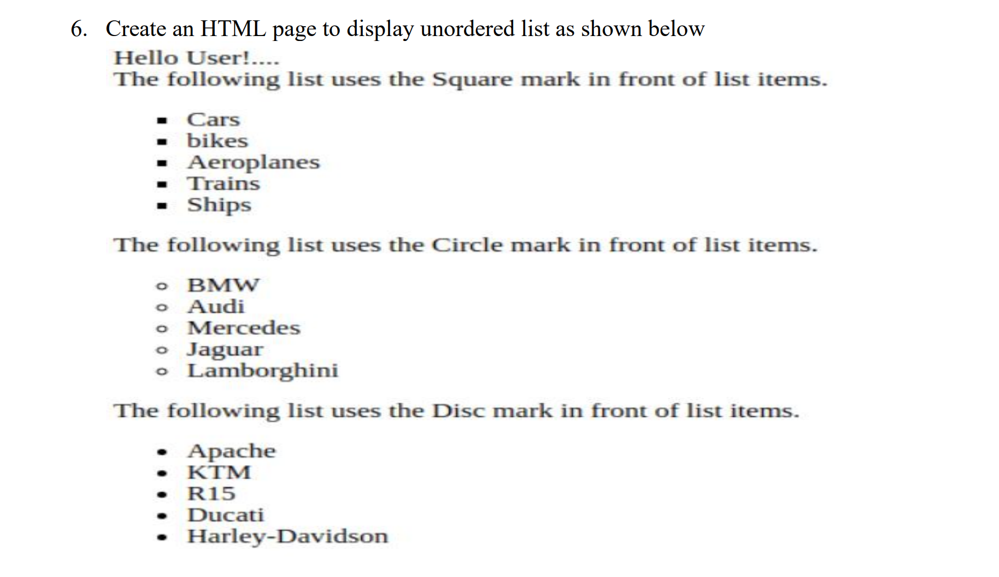 6. Create an HTML page to display unordered list as shown below
Hello User!....
The following list uses the Square mark in front of list items.
▪ Cars
▪ bikes
▪ Aeroplanes
▪ Trains
▪ Ships
The following list uses the Circle mark in front of list items.
○ BMW
○ Audi
○ Mercedes
○ Jaguar
○ Lamborghini
The following list uses the Disc mark in front of list items.
• Apache
• KTM
• R15
• Ducati
• Harley-Davidson